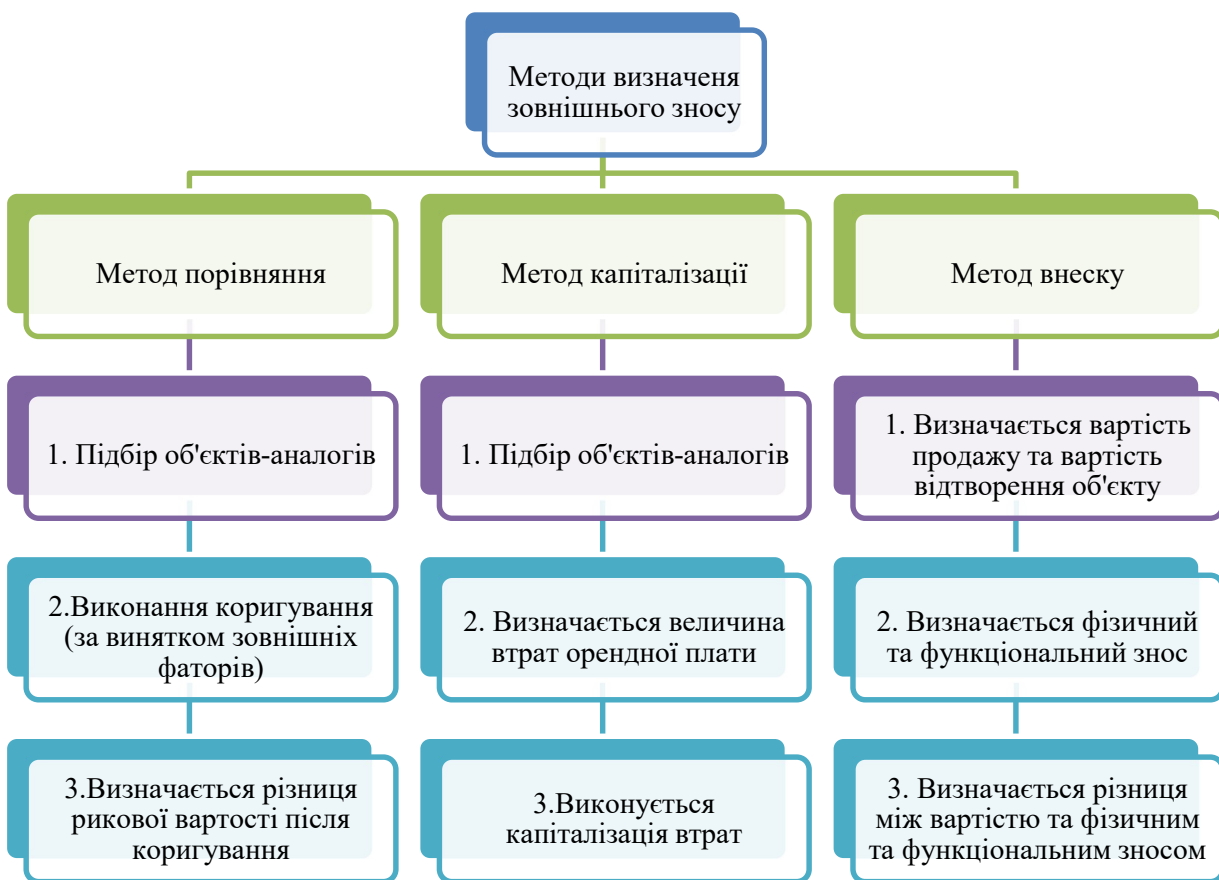 Методи визначеня
зовнішнього зносу
Метод порівняння
Метод капіталізації
Метод внеску
1. Підбір об'єктів-аналогів
1. Підбір об'єктів-аналогів
1. Визначається вартість
продажу та вартість
відтворення об'єкту
2.Виконання коригування
(за винятком зовнішніх
фаторів)
2. Визначається величина
втрат орендної плати
2. Визначається фізичний
та функціональний знос
3.Визначається різниця
рикової вартості після
коригування
3.Виконується
капіталізація втрат
3. Визначається різниця
між вартістю та фізичним
та функціональним зносом